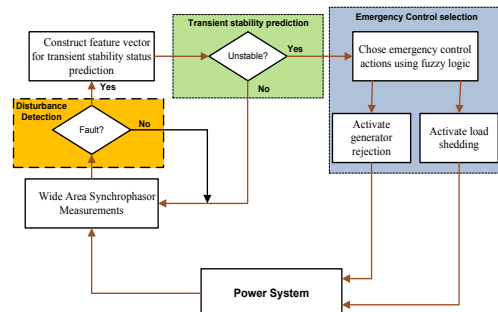 Transient stability prediction
Emergency Control selection
Construct feature vector
for transient stability status
prediction
Unstable?
Yes
Chose emergency control
actions using fuzzy logic
Yes
No
Disturbance
Detection
Fault?
No
Activate
generator
rejection
Activate load
shedding
Wide Area Synchrophasor
Measurements
Power System